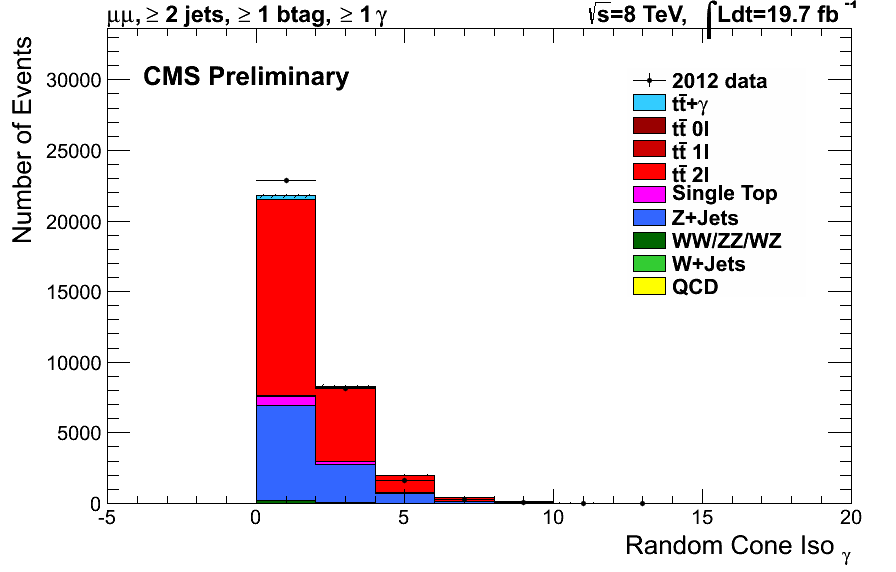 μμ, ≥ 2 jets, ≥ 1 btag, ≥ 1 γ
√s=8 TeV, ∫Ldt=19.7 fb⁻¹
CMS Preliminary
Number of Events
30000
25000
20000
15000
10000
5000
0
2012 data
tt̄+γ
tt̄ 0l
tt̄ 1l
tt̄ 2l
Single Top
Z+Jets
WW/ZZ/WZ
W+Jets
QCD
-5 0 5 10 15 20
Random Cone Iso γ